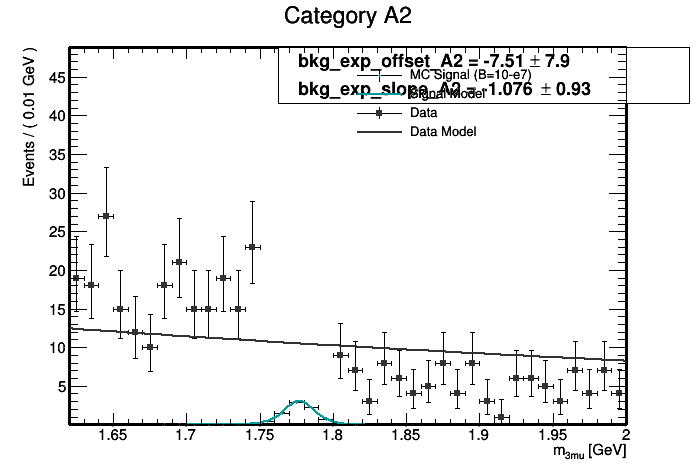 Category A2
bkg_exp_offset_A2 = -7.51 ± 7.9
MC Signal (B=10-e7)
bkg_exp_slope_A2 = -1.076 ± 0.93
Signal Model
Data
Data Model
Events / ( 0.01 GeV )
45
40
35
30
25
20
15
10
5
1.65 1.7 1.75 1.8 1.85 1.9 1.95 2
m3mu [GeV]